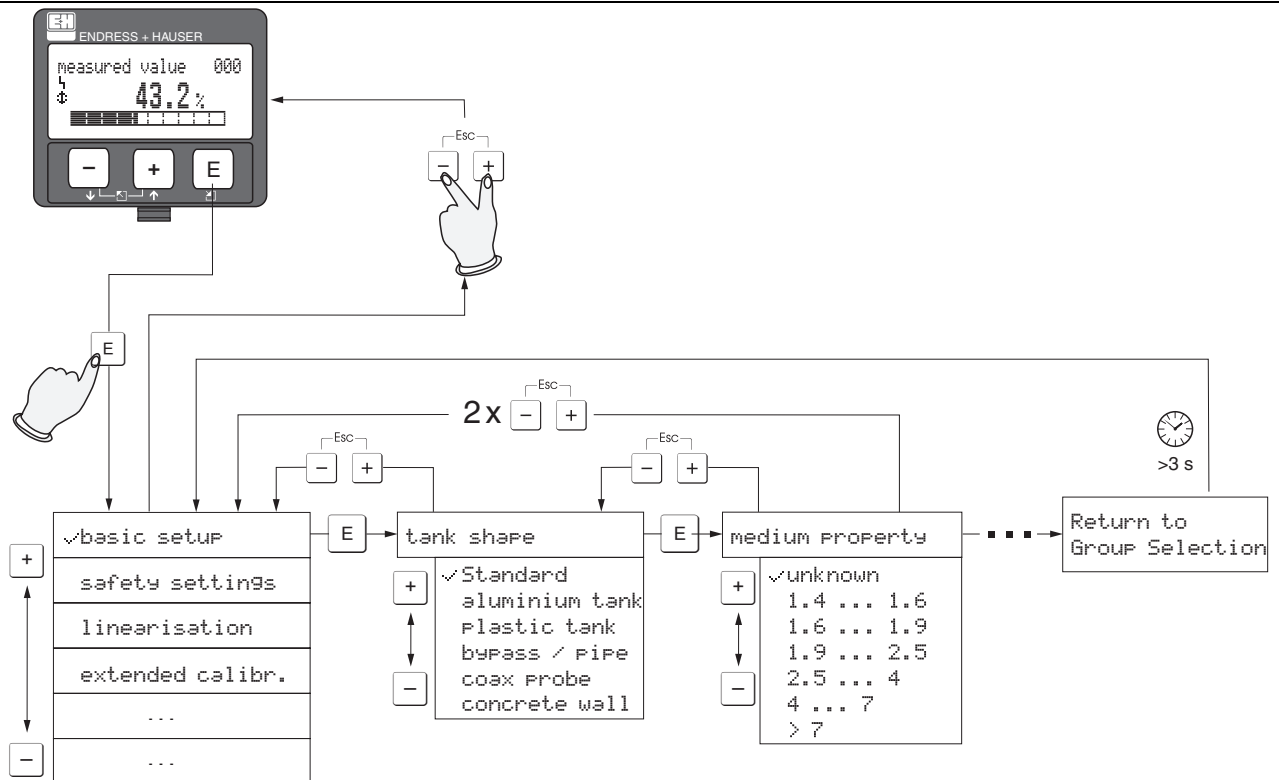 ENDRESS + HAUSER
measured value 000
43.2 %
- + E
Esc
- +
E
Esc
2x - +
Esc
- +
Esc
- +
>3 s
✓basic setup
safety settings
linearisation
extended calibr.
...
...
+
-
E
tank shape
✓Standard
aluminium tank
plastic tank
bypass / pipe
coax probe
concrete wall
+
-
E
medium property
✓unknown
1.4 ... 1.6
1.6 ... 1.9
1.9 ... 2.5
2.5 ... 4
4 ... 7
> 7
+
-
Return to
Group Selection